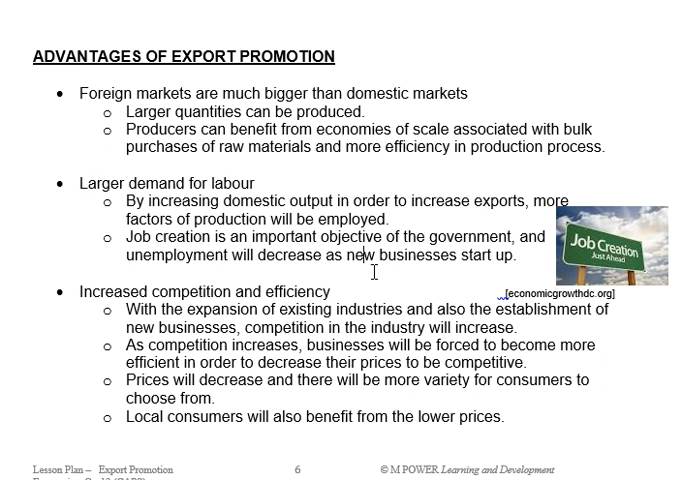 ADVANTAGES OF EXPORT PROMOTION
• Foreign markets are much bigger than domestic markets
o Larger quantities can be produced.
o Producers can benefit from economies of scale associated with bulk
purchases of raw materials and more efficiency in production process.
• Larger demand for labour
o By increasing domestic output in order to increase exports, more
factors of production will be employed.
o Job creation is an important objective of the government, and
unemployment will decrease as new businesses start up.
Job Creation
Just Ahead
[economicgrowthdc.org]
• Increased competition and efficiency
o With the expansion of existing industries and also the establishment of
new businesses, competition in the industry will increase.
o As competition increases, businesses will be forced to become more
efficient in order to decrease their prices to be competitive.
o Prices will decrease and there will be more variety for consumers to
choose from.
o Local consumers will also benefit from the lower prices.
Lesson Plan – Export Promotion 6 © M POWER Learning and Development